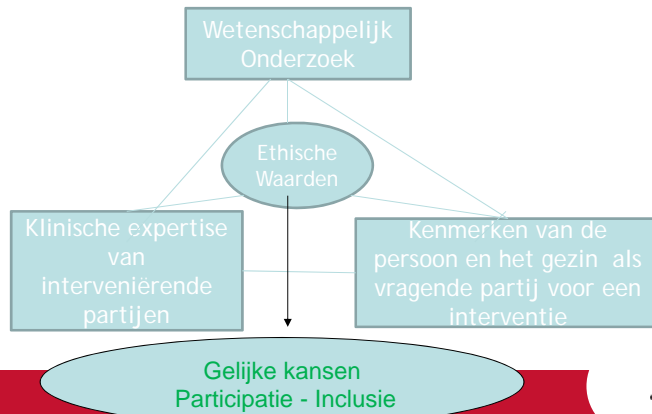 Wetenschappelijk
Onderzoek
Ethische
Waarden
Klinische expertise
van
interveniërende
partijen
Kenmerken van de
persoon en het gezin als
vragende partij voor een
interventie
Gelijke kansen
Participatie - Inclusie